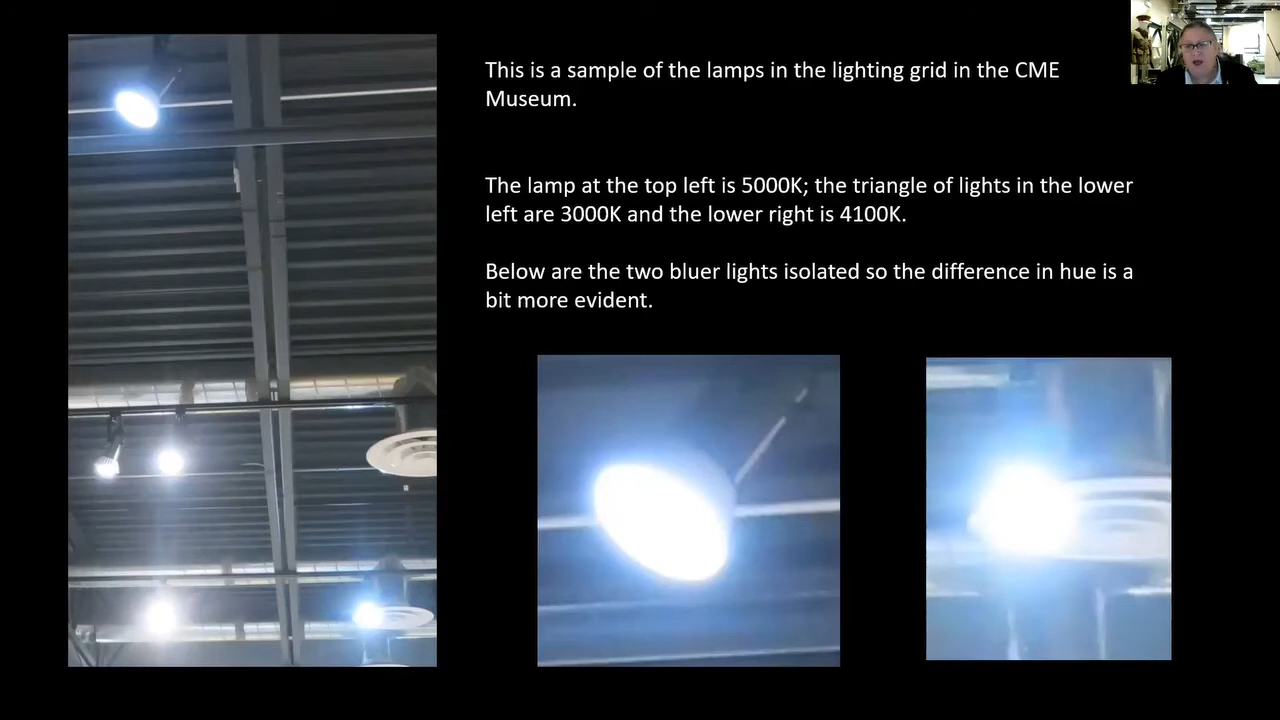 This is a sample of the lamps in the lighting grid in the CME
Museum.
The lamp at the top left is 5000K; the triangle of lights in the lower
left are 3000K and the lower right is 4100K.
Below are the two bluer lights isolated so the difference in hue is a
bit more evident.